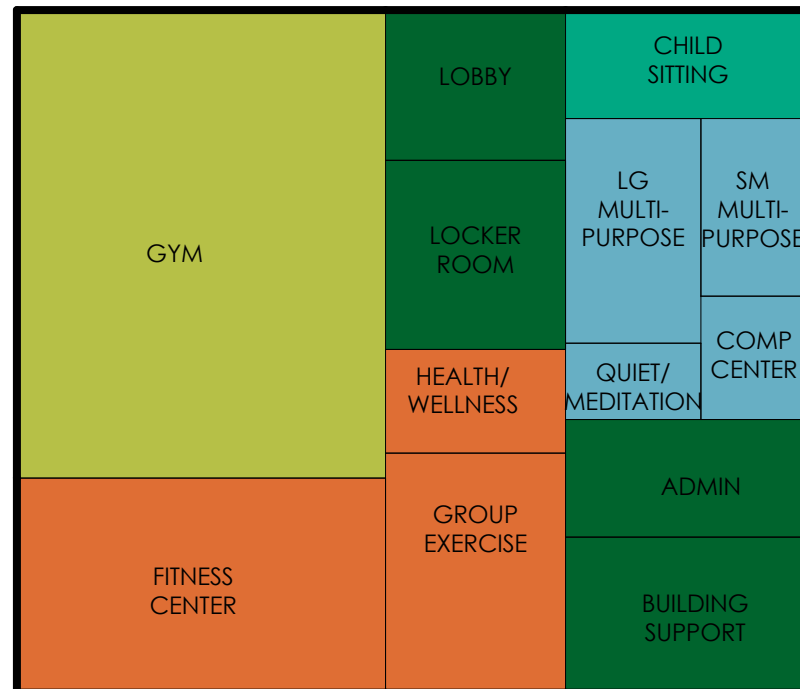 GYM
FITNESS
CENTER
LOBBY
LOCKER
ROOM
HEALTH/
WELLNESS
GROUP
EXERCISE
CHILD
SITTING
LG
MULTI-
PURPOSE
SM
MULTI-
PURPOSE
QUIET/
MEDITATION
COMP
CENTER
ADMIN
BUILDING
SUPPORT